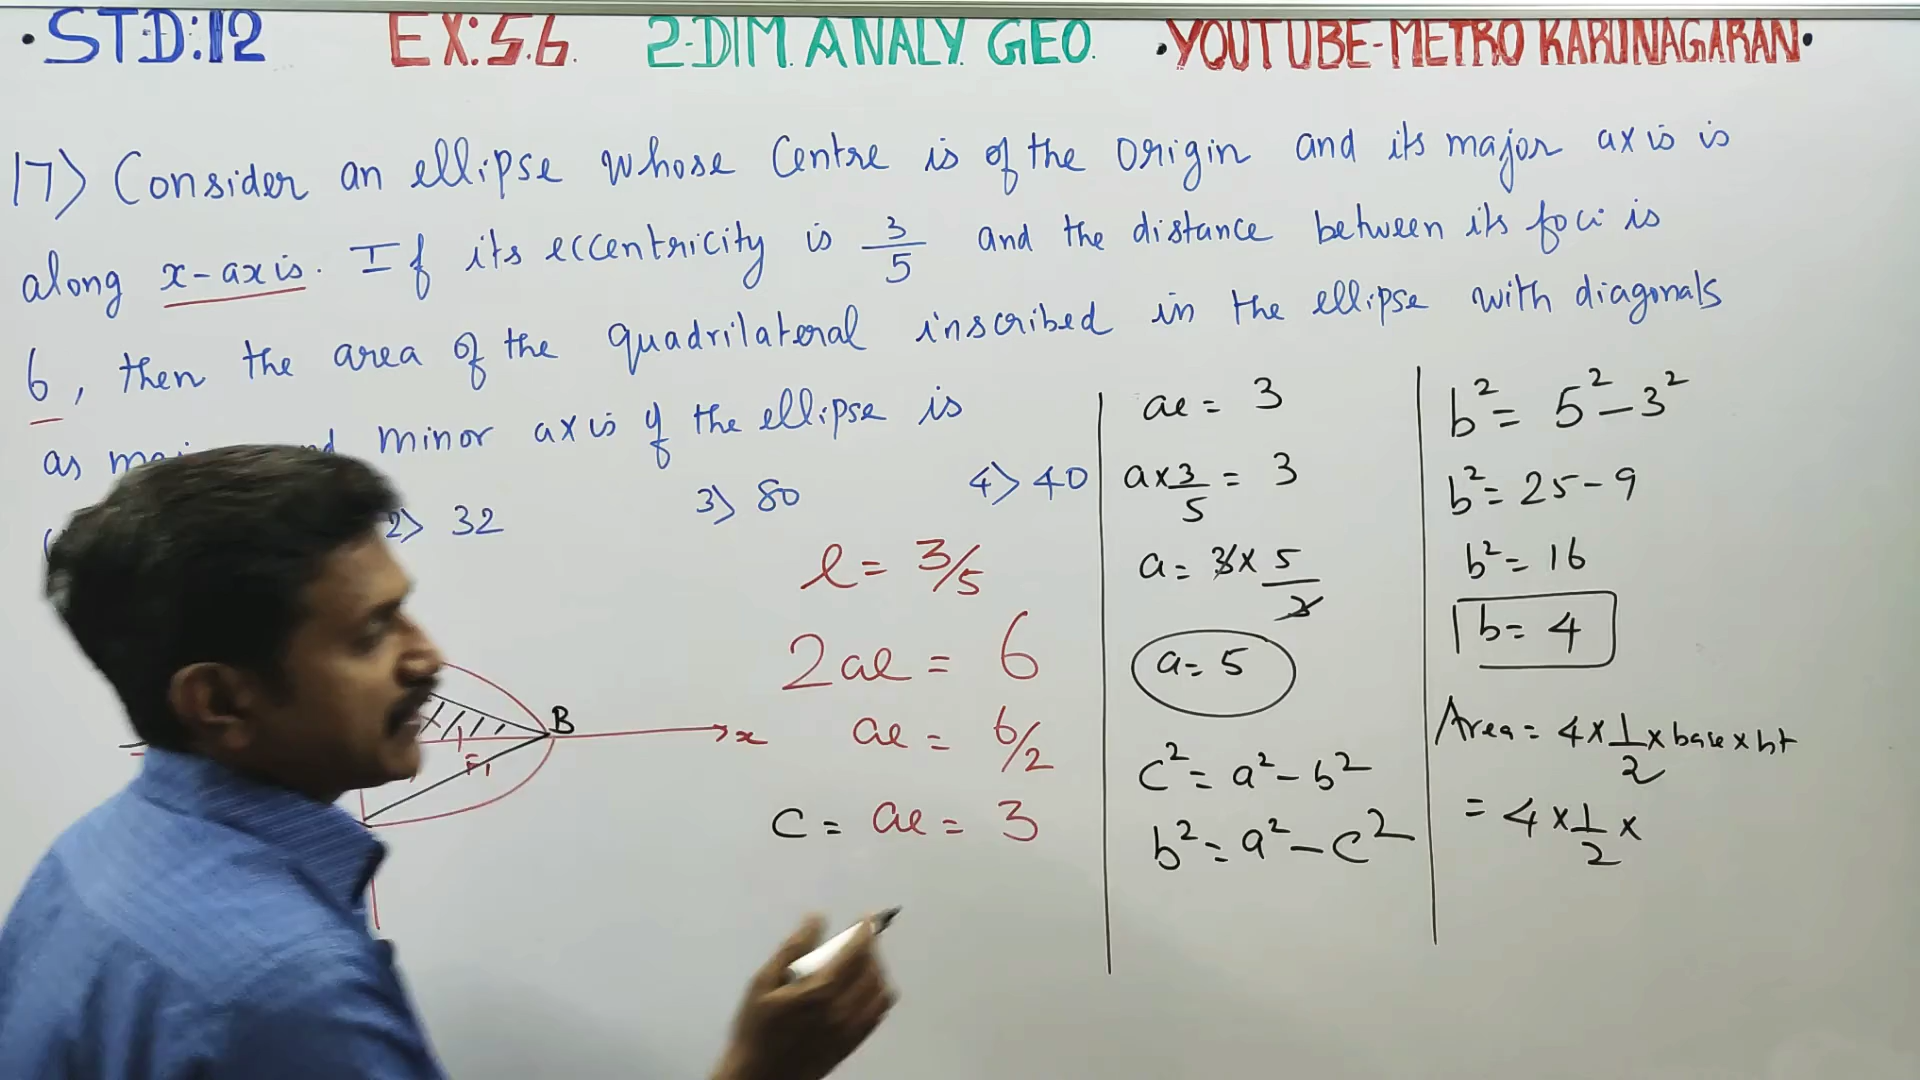 •STD:12 EX:5.6. 2-DIM. ANALY. GEO. •YOUTUBE-METRO KARUNAGARAN•
17) Consider an ellipse whose Centre is of the origin and its major axis is
along x-axis. If its eccentricity is 3/5 and the distance between its foci is
6, then the area of the quadrilateral inscribed in the ellipse with diagonals
as minor axis of the ellipse is
2) 32 3) 80 4) 40
e = 3/5
2ae = 6
ae = 6/2
c = ae = 3
B
x
F1
ae = 3
a x 3/5 = 3
a = 3 x 5/3
a = 5
c² = a² - b²
b² = a² - c²
b² = 5² - 3²
b² = 25 - 9
b² = 16
b = 4
Area = 4 x 1/2 x base x ht
= 4 x 1/2 x